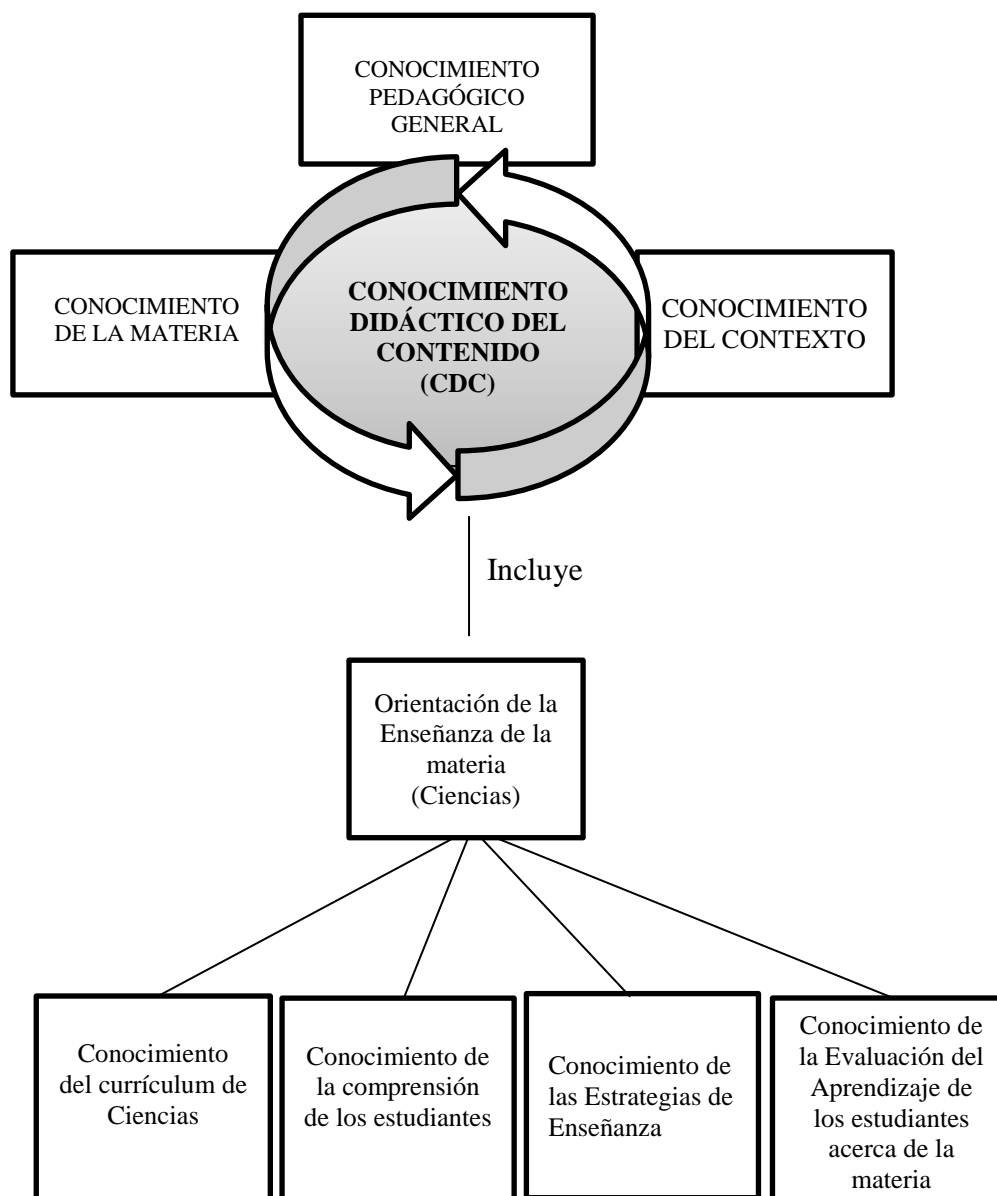 CONOCIMIENTO
PEDAGÓGICO
GENERAL
CONOCIMIENTO
DE LA MATERIA
CONOCIMIENTO
DIDÁCTICO DEL
CONTENIDO
(CDC)
CONOCIMIENTO
DEL CONTEXTO
Incluye
Orientación de la
Enseñanza de la
materia
(Ciencias)
Conocimiento
del currículum de
Ciencias
Conocimiento de
la comprensión
de los estudiantes
Conocimiento de
las Estrategias de
Enseñanza
Conocimiento de
la Evaluación del
Aprendizaje de
los estudiantes
acerca de la
materia